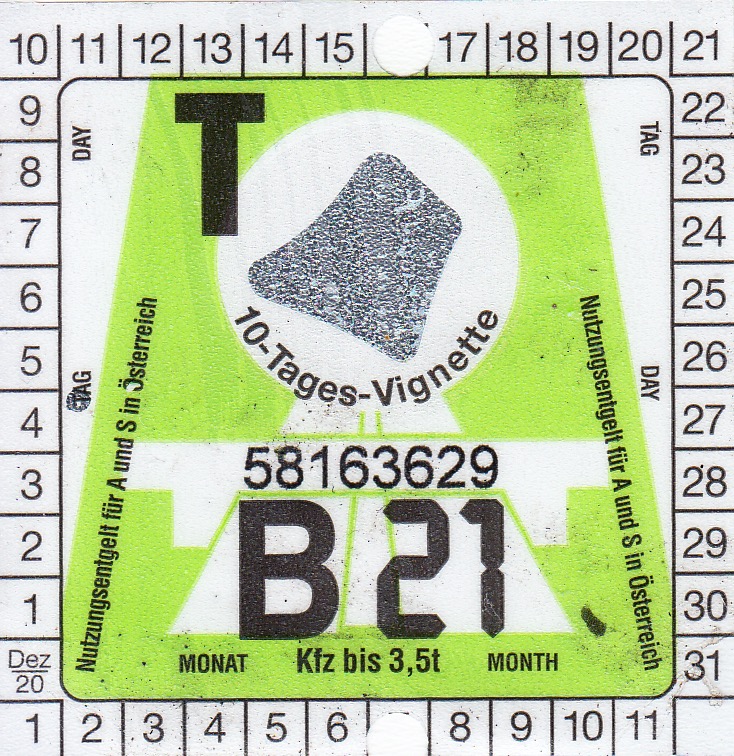 10 11 12 13 14 15 17 18 19 20 21
9 22
DAY TAG
T
8 23
7 24
6 25
5 26
10-Tages-Vignette
Nutzungsentgelt für A und S in Österreich
Nutzungsentgelt für A und S in Österreich
TAG DAY
4 27
58163629
3 28
B 21
2 29
1 30
Dez 20 31
MONAT Kfz bis 3,5t MONTH
1 2 3 4 5 6 8 9 10 11